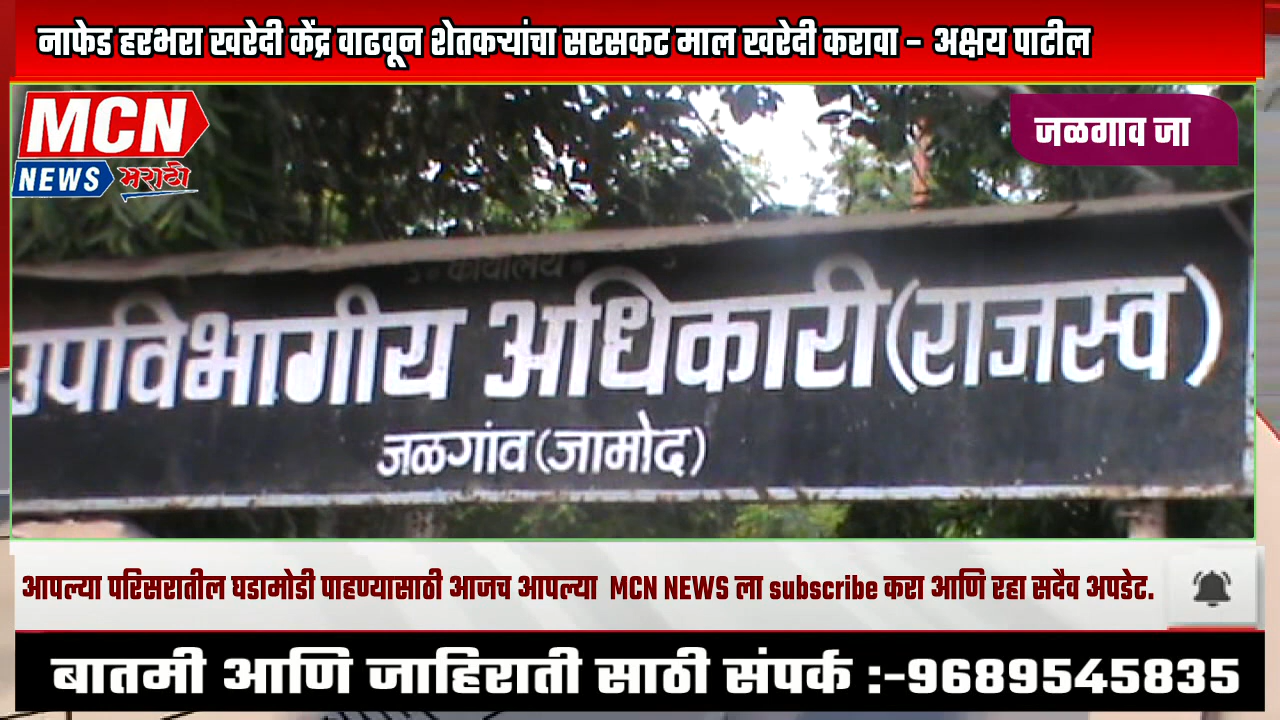 नाफेड हरभरा खरेदी केंद्र वाढवून शेतकऱ्यांचा सरसकट माल खरेदी करावा - अक्षय पाटील
MCN
NEWS मराठी
जळगाव जा
कार्यालय
उपविभागीय अधिकारी (राजस्व)
जळगांव (जामोद)
आपल्या परिसरातील घडामोडी पाहण्यासाठी आजच आपल्या MCN NEWS ला subscribe करा आणि रहा सदैव अपडेट.
बातमी आणि जाहिराती साठी संपर्क :-9689545835